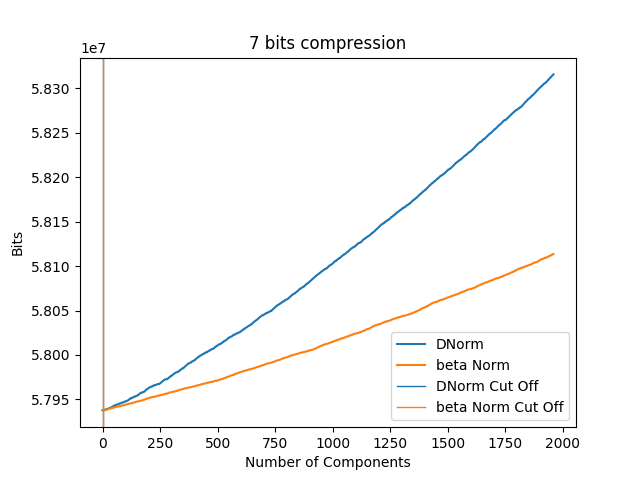 7 bits compression
1e7
5.830
5.825
5.820
5.815
5.810
5.805
5.800
5.795
Bits
0 250 500 750 1000 1250 1500 1750 2000
Number of Components
DNorm
beta Norm
DNorm Cut Off
beta Norm Cut Off